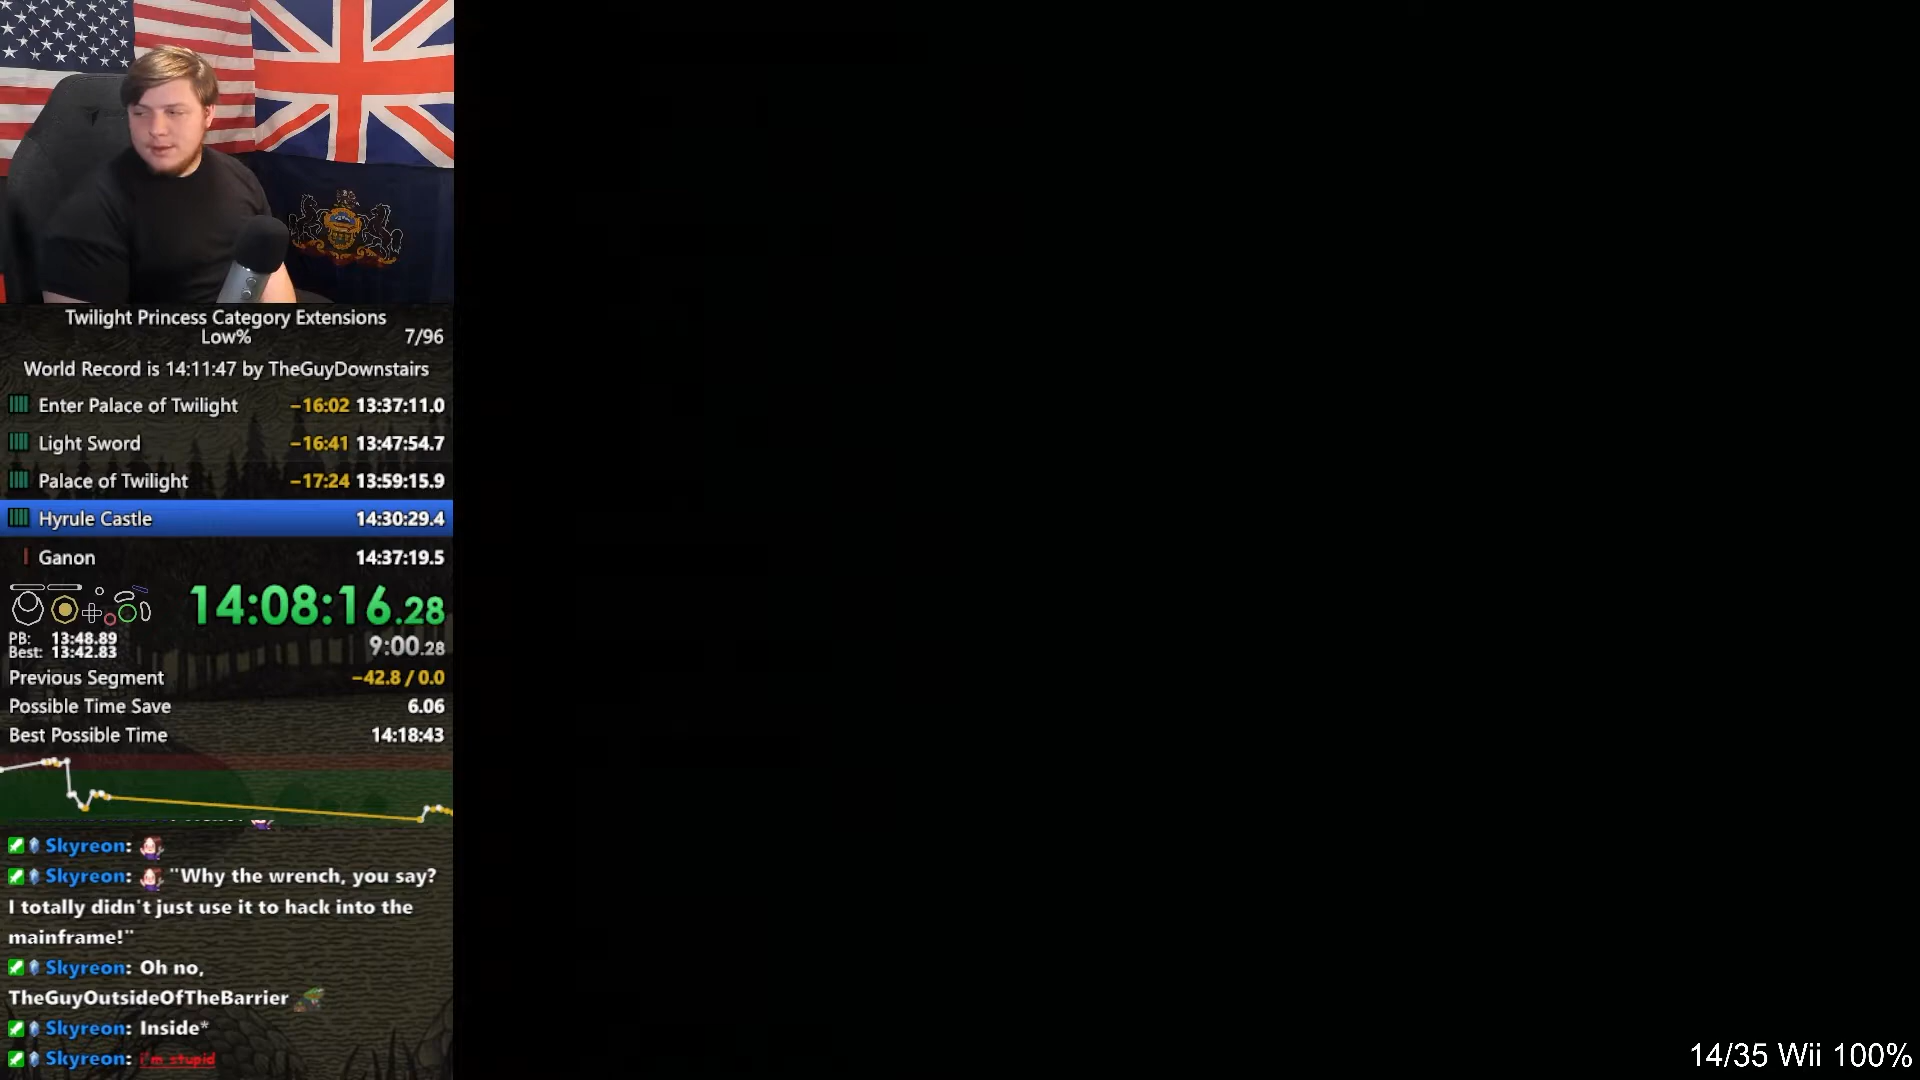 Twilight Princess Category Extensions
Low% 7/96
World Record is 14:11:47 by TheGuyDownstairs
Enter Palace of Twilight −16:02 13:37:11.0
Light Sword −16:41 13:47:54.7
Palace of Twilight −17:24 13:59:15.9
Hyrule Castle 14:30:29.4
Ganon 14:37:19.5
14:08:16.28
PB: 13:48.89
Best: 13:42.83
9:00.28
Previous Segment −42.8 / 0.0
Possible Time Save 6.06
Best Possible Time 14:18:43
Skyreon:
Skyreon: "Why the wrench, you say?
I totally didn't just use it to hack into the
mainframe!"
Skyreon: Oh no,
TheGuyOutsideOfTheBarrier
Skyreon: Inside*
Skyreon: i'm stupid
14/35 Wii 100%